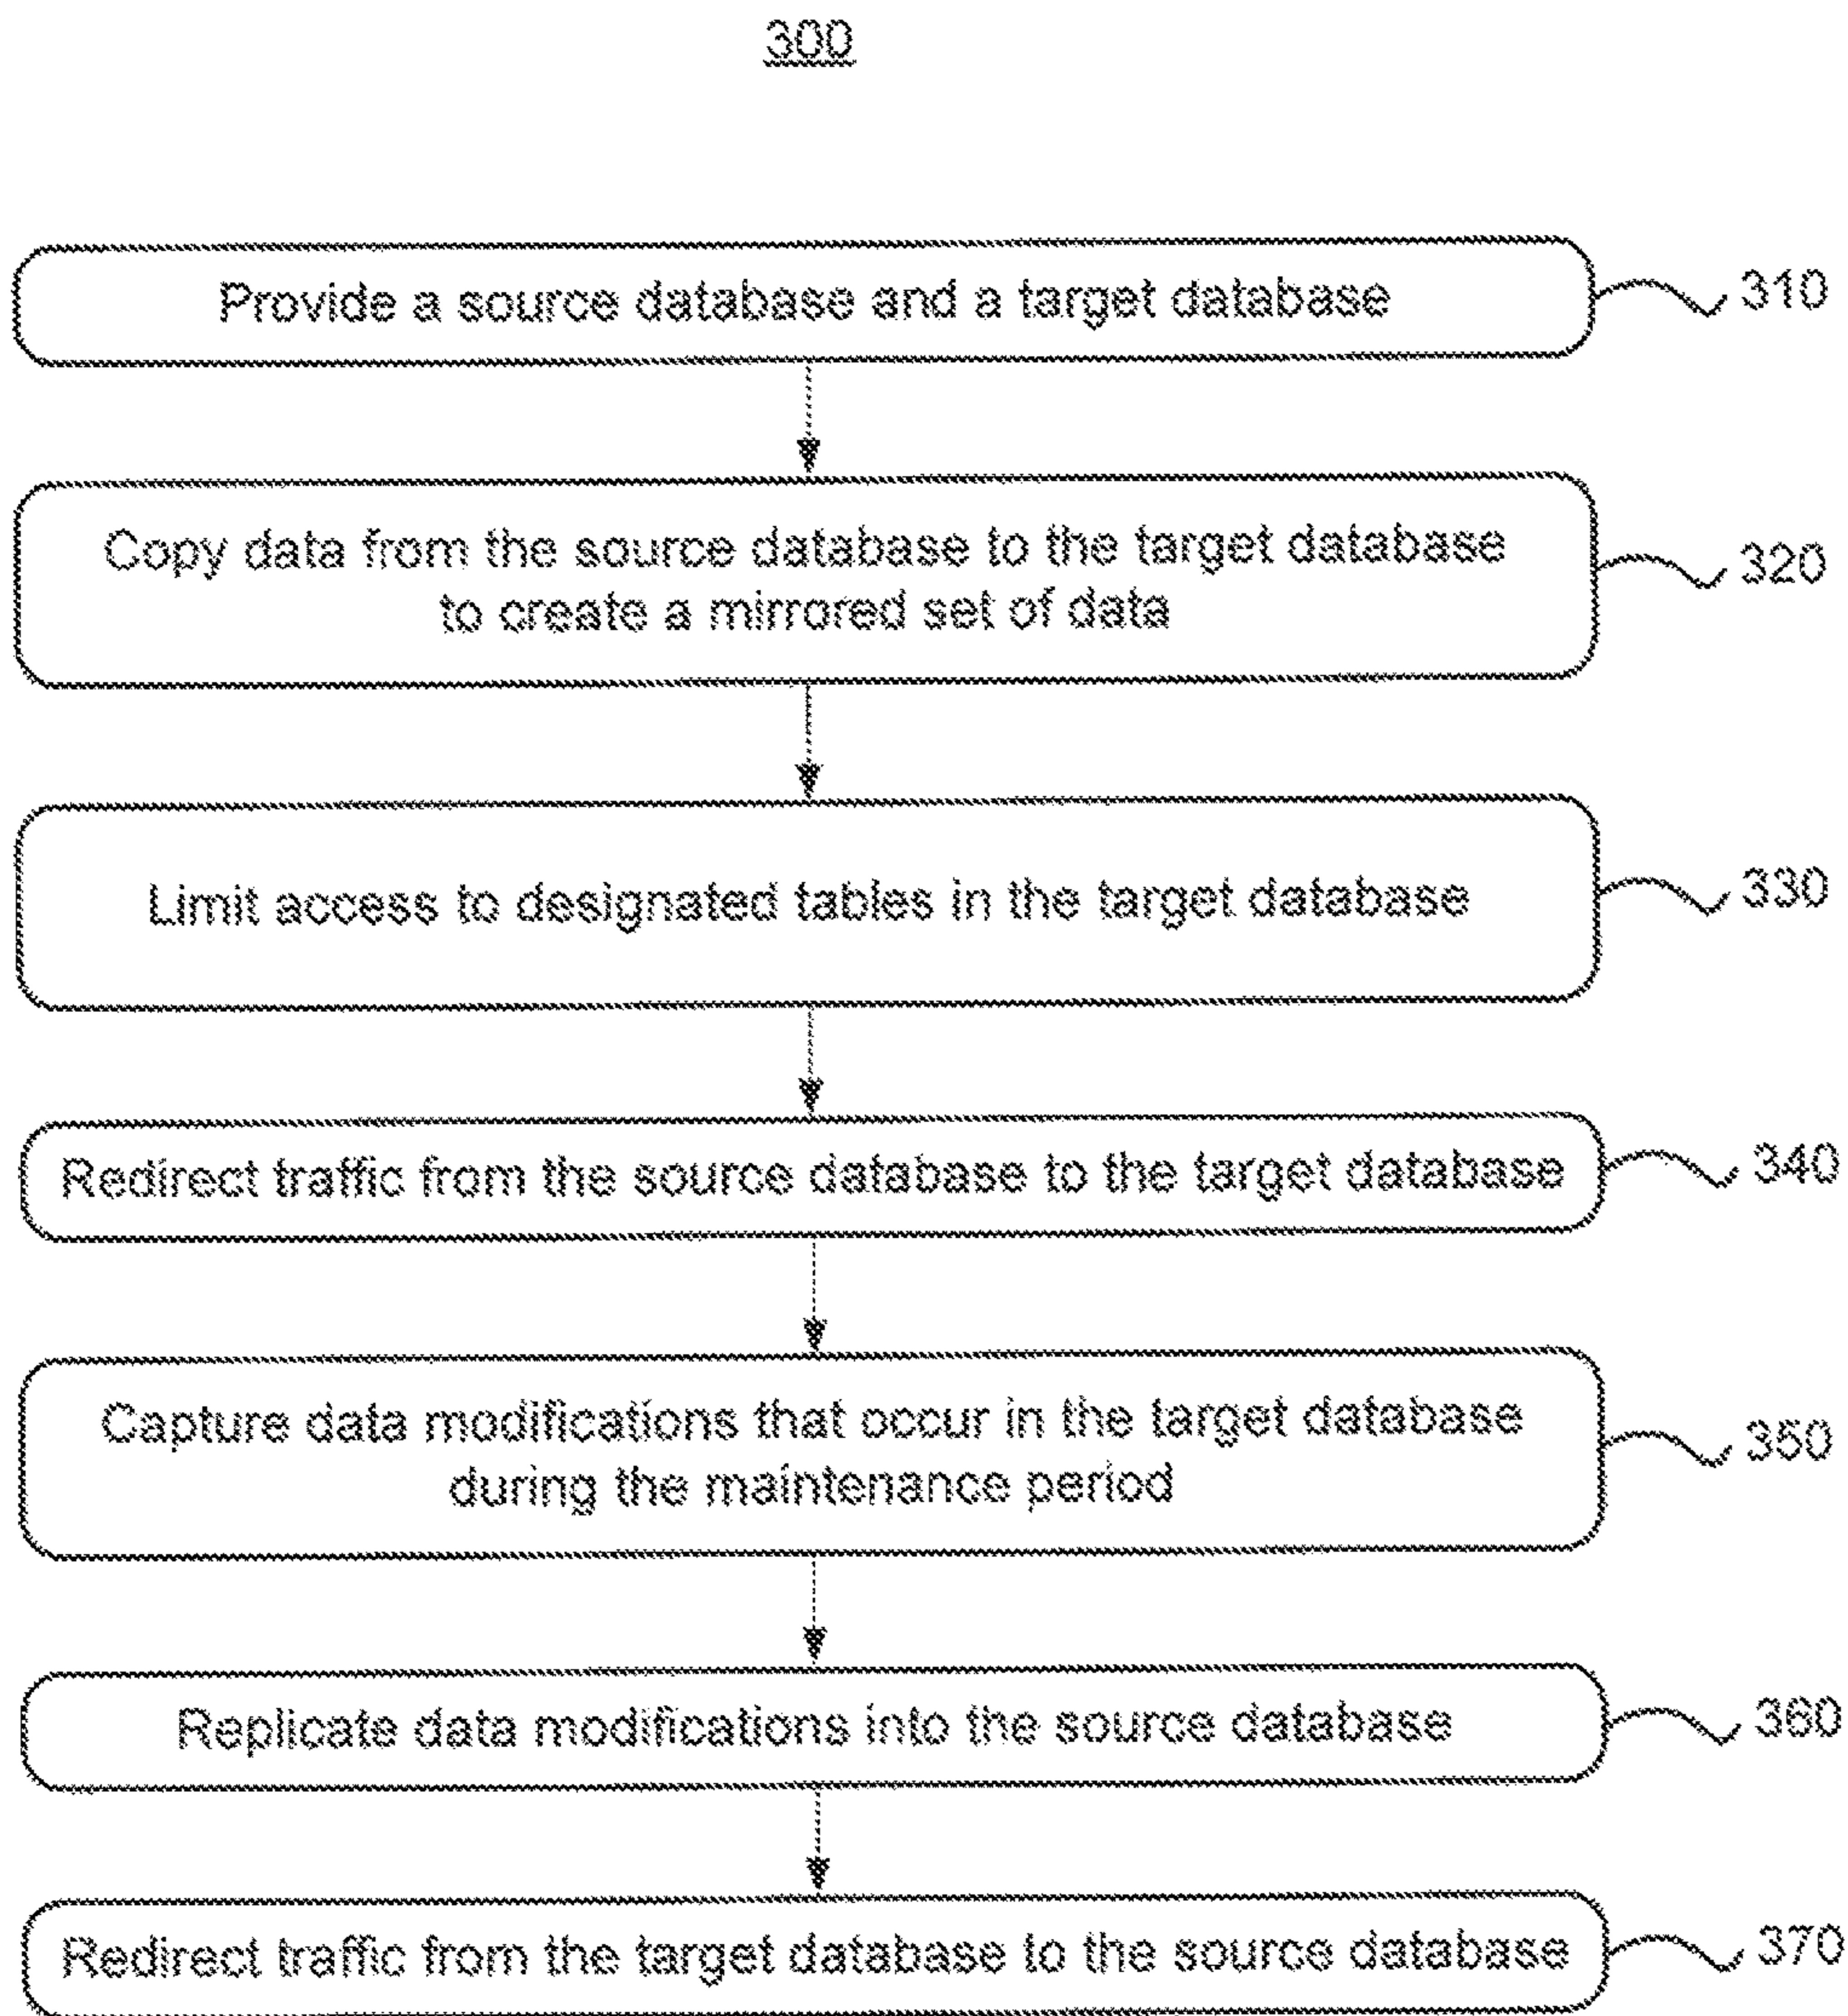 300
Provide a source database and a target database
310
Copy data from the source database to the target database
to create a mirrored set of data
320
Limit access to designated tables in the target database
330
Redirect traffic from the source database to the target database
340
Capture data modifications that occur in the target database
during the maintenance period
350
Replicate data modifications into the source database
360
Redirect traffic from the target database to the source database
370